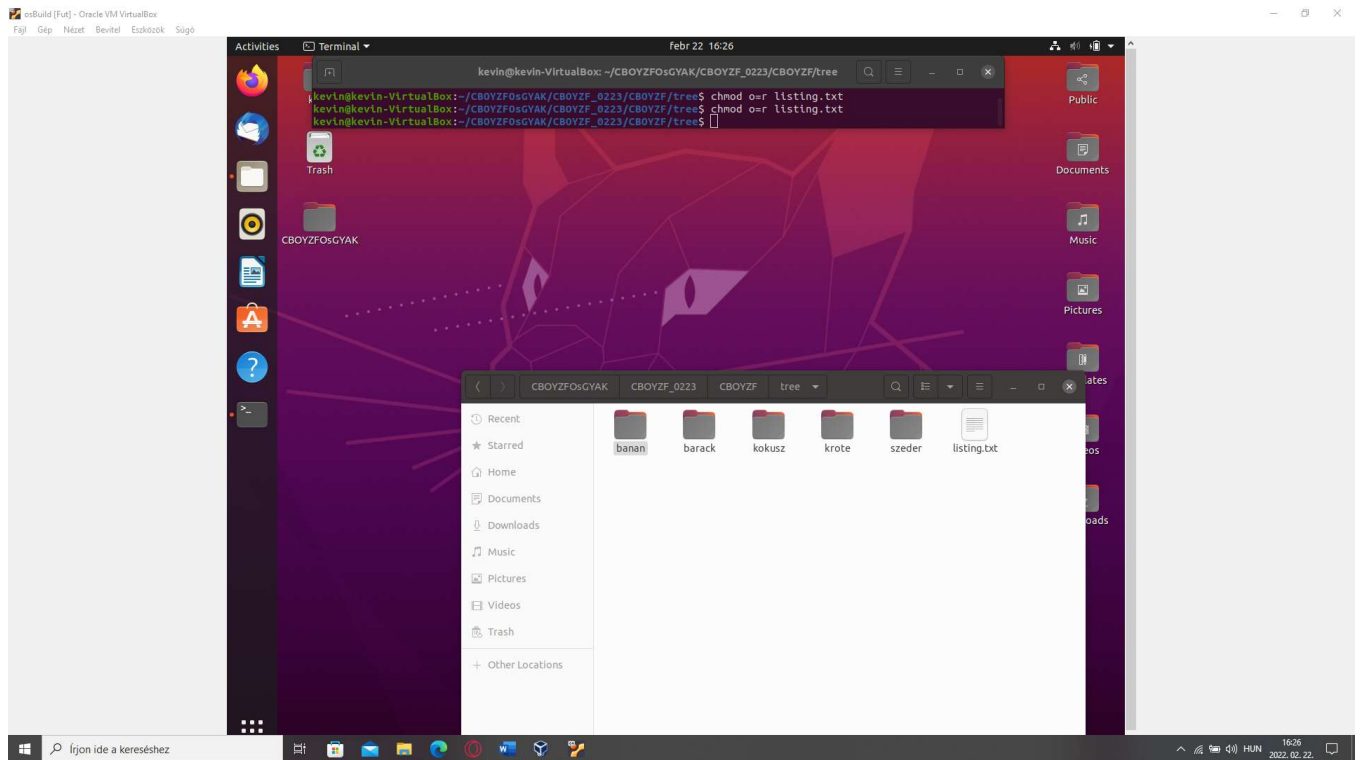 osBuild [Fut] - Oracle VM VirtualBox
Fájl Gép Nézet Bevitel Eszközök Súgó
Activities Terminal febr 22 16:26
kevin@kevin-VirtualBox: ~/CBOYZFOsGYAK/CBOYZF_0223/CBOYZF/tree
kevin@kevin-VirtualBox:~/CBOYZFOsGYAK/CBOYZF_0223/CBOYZF/tree$ chmod o=r listing.txt
kevin@kevin-VirtualBox:~/CBOYZFOsGYAK/CBOYZF_0223/CBOYZF/tree$ chmod o=r listing.txt
kevin@kevin-VirtualBox:~/CBOYZFOsGYAK/CBOYZF_0223/CBOYZF/tree$
Public
Trash
Documents
CBOYZFOsGYAK
Music
Pictures
CBOYZFOsGYAK CBOYZF_0223 CBOYZF tree
ates
Recent
Starred
banan barack kokusz krote szeder listing.txt
eos
Home
Documents
Downloads
oads
Music
Pictures
Videos
Trash
+ Other Locations
Írjon ide a kereséshez
HUN
16:26
2022. 02. 22.